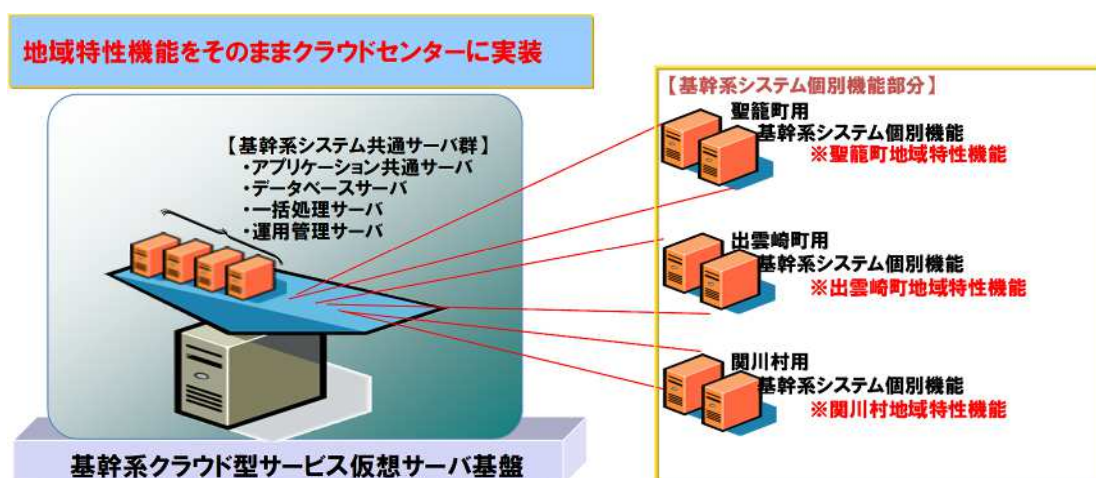 地域特性機能をそのままクラウドセンターに実装
【基幹系システム共通サーバ群】
・アプリケーション共通サーバ
・データベースサーバ
・一括処理サーバ
・運用管理サーバ
基幹系クラウド型サービス仮想サーバ基盤
【基幹系システム個別機能部分】
聖籠町用
基幹系システム個別機能
※聖籠町地域特性機能
出雲崎町用
基幹系システム個別機能
※出雲崎町地域特性機能
関川村用
基幹系システム個別機能
※関川村地域特性機能